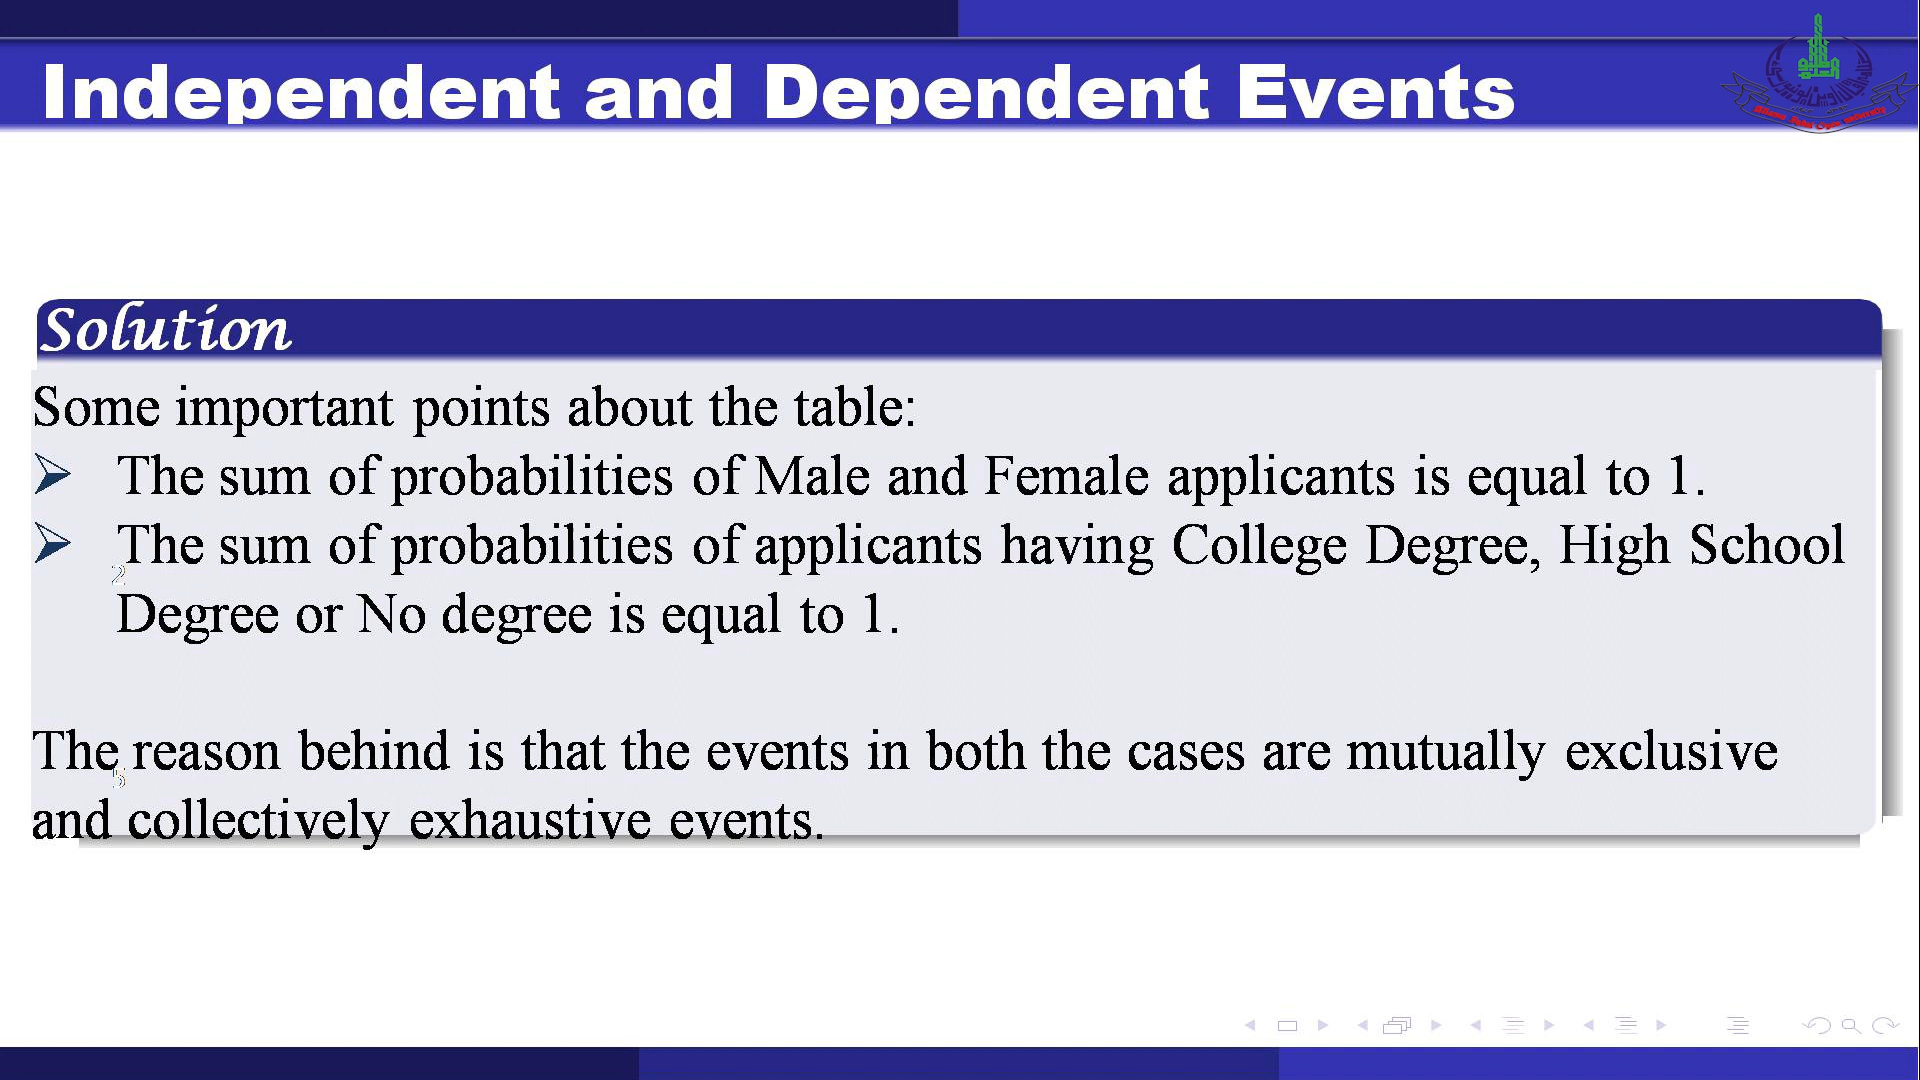 Independent and Dependent Events
Solution
Some important points about the table:
The sum of probabilities of Male and Female applicants is equal to 1.
The sum of probabilities of applicants having College Degree, High School
2
Degree or No degree is equal to 1.
The reason behind is that the events in both the cases are mutually exclusive
5
and collectively exhaustive events.